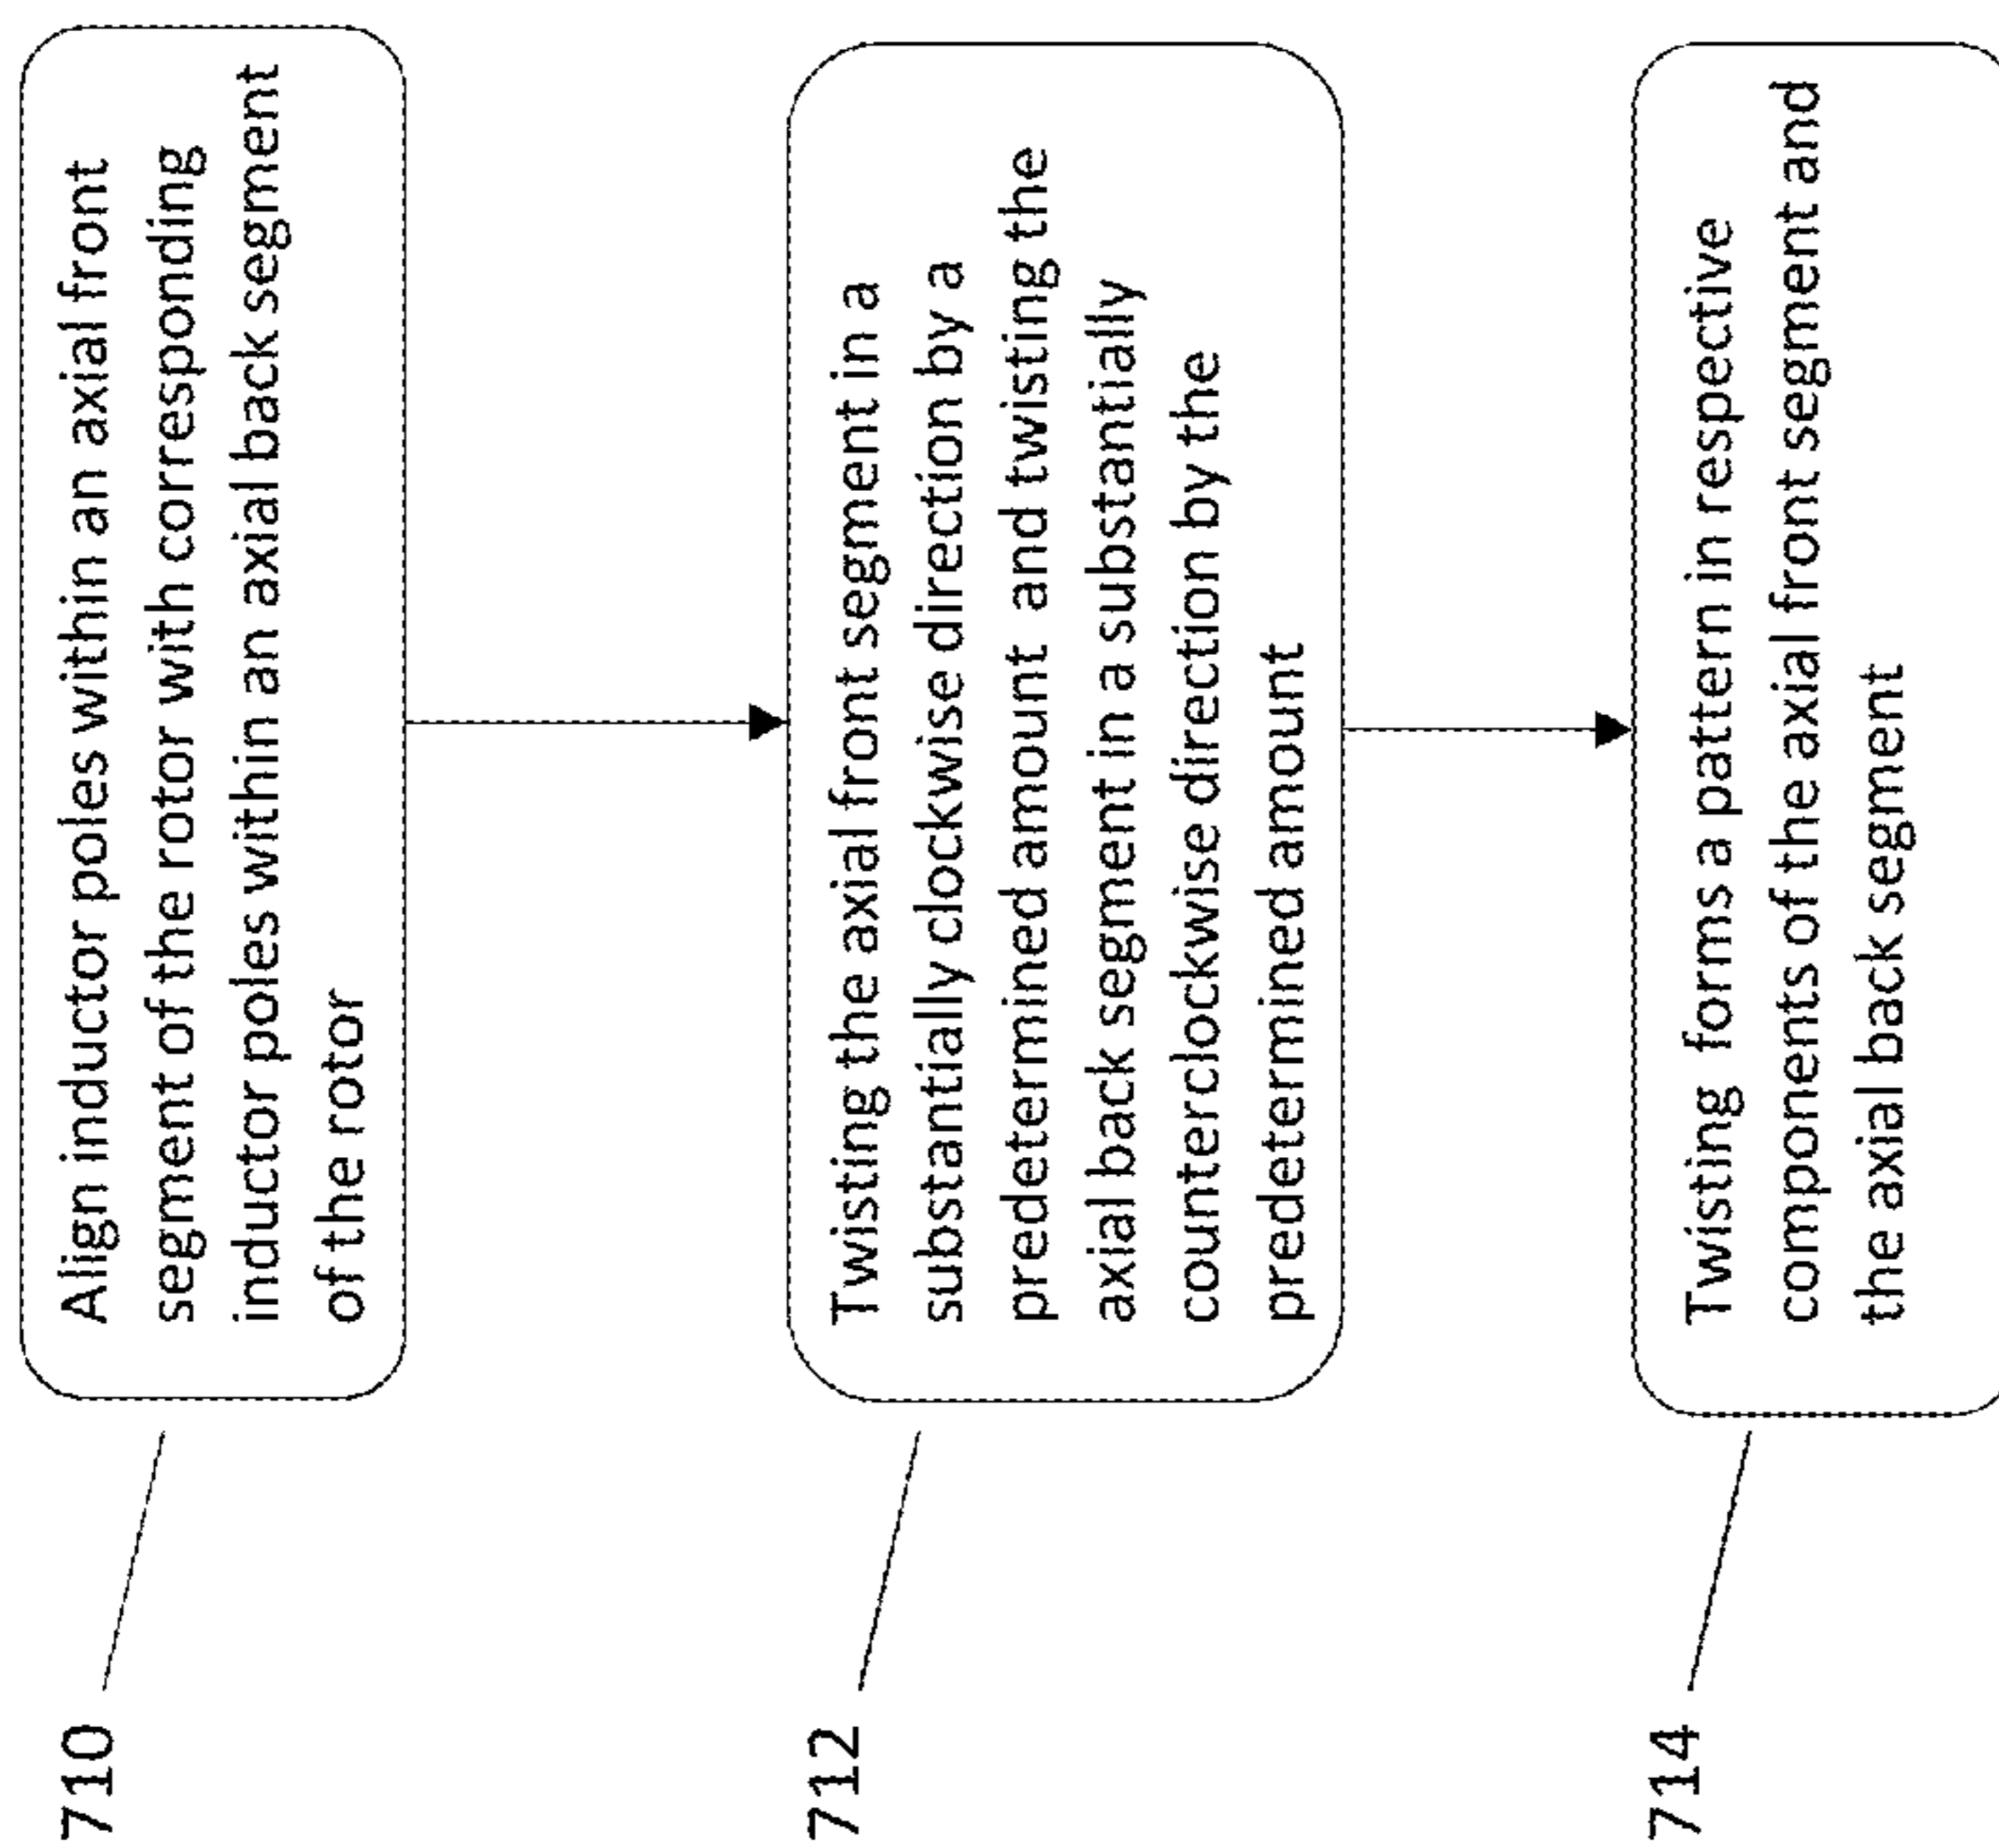 710
Align inductor poles within an axial front
segment of the rotor with corresponding
inductor poles within an axial back segment
of the rotor
712
Twisting the axial front segment in a
substantially clockwise direction by a
predetermined amount and twisting the
axial back segment in a substantially
counterclockwise direction by the
predetermined amount
714
Twisting forms a pattern in respective
components of the axial front segment and
the axial back segment